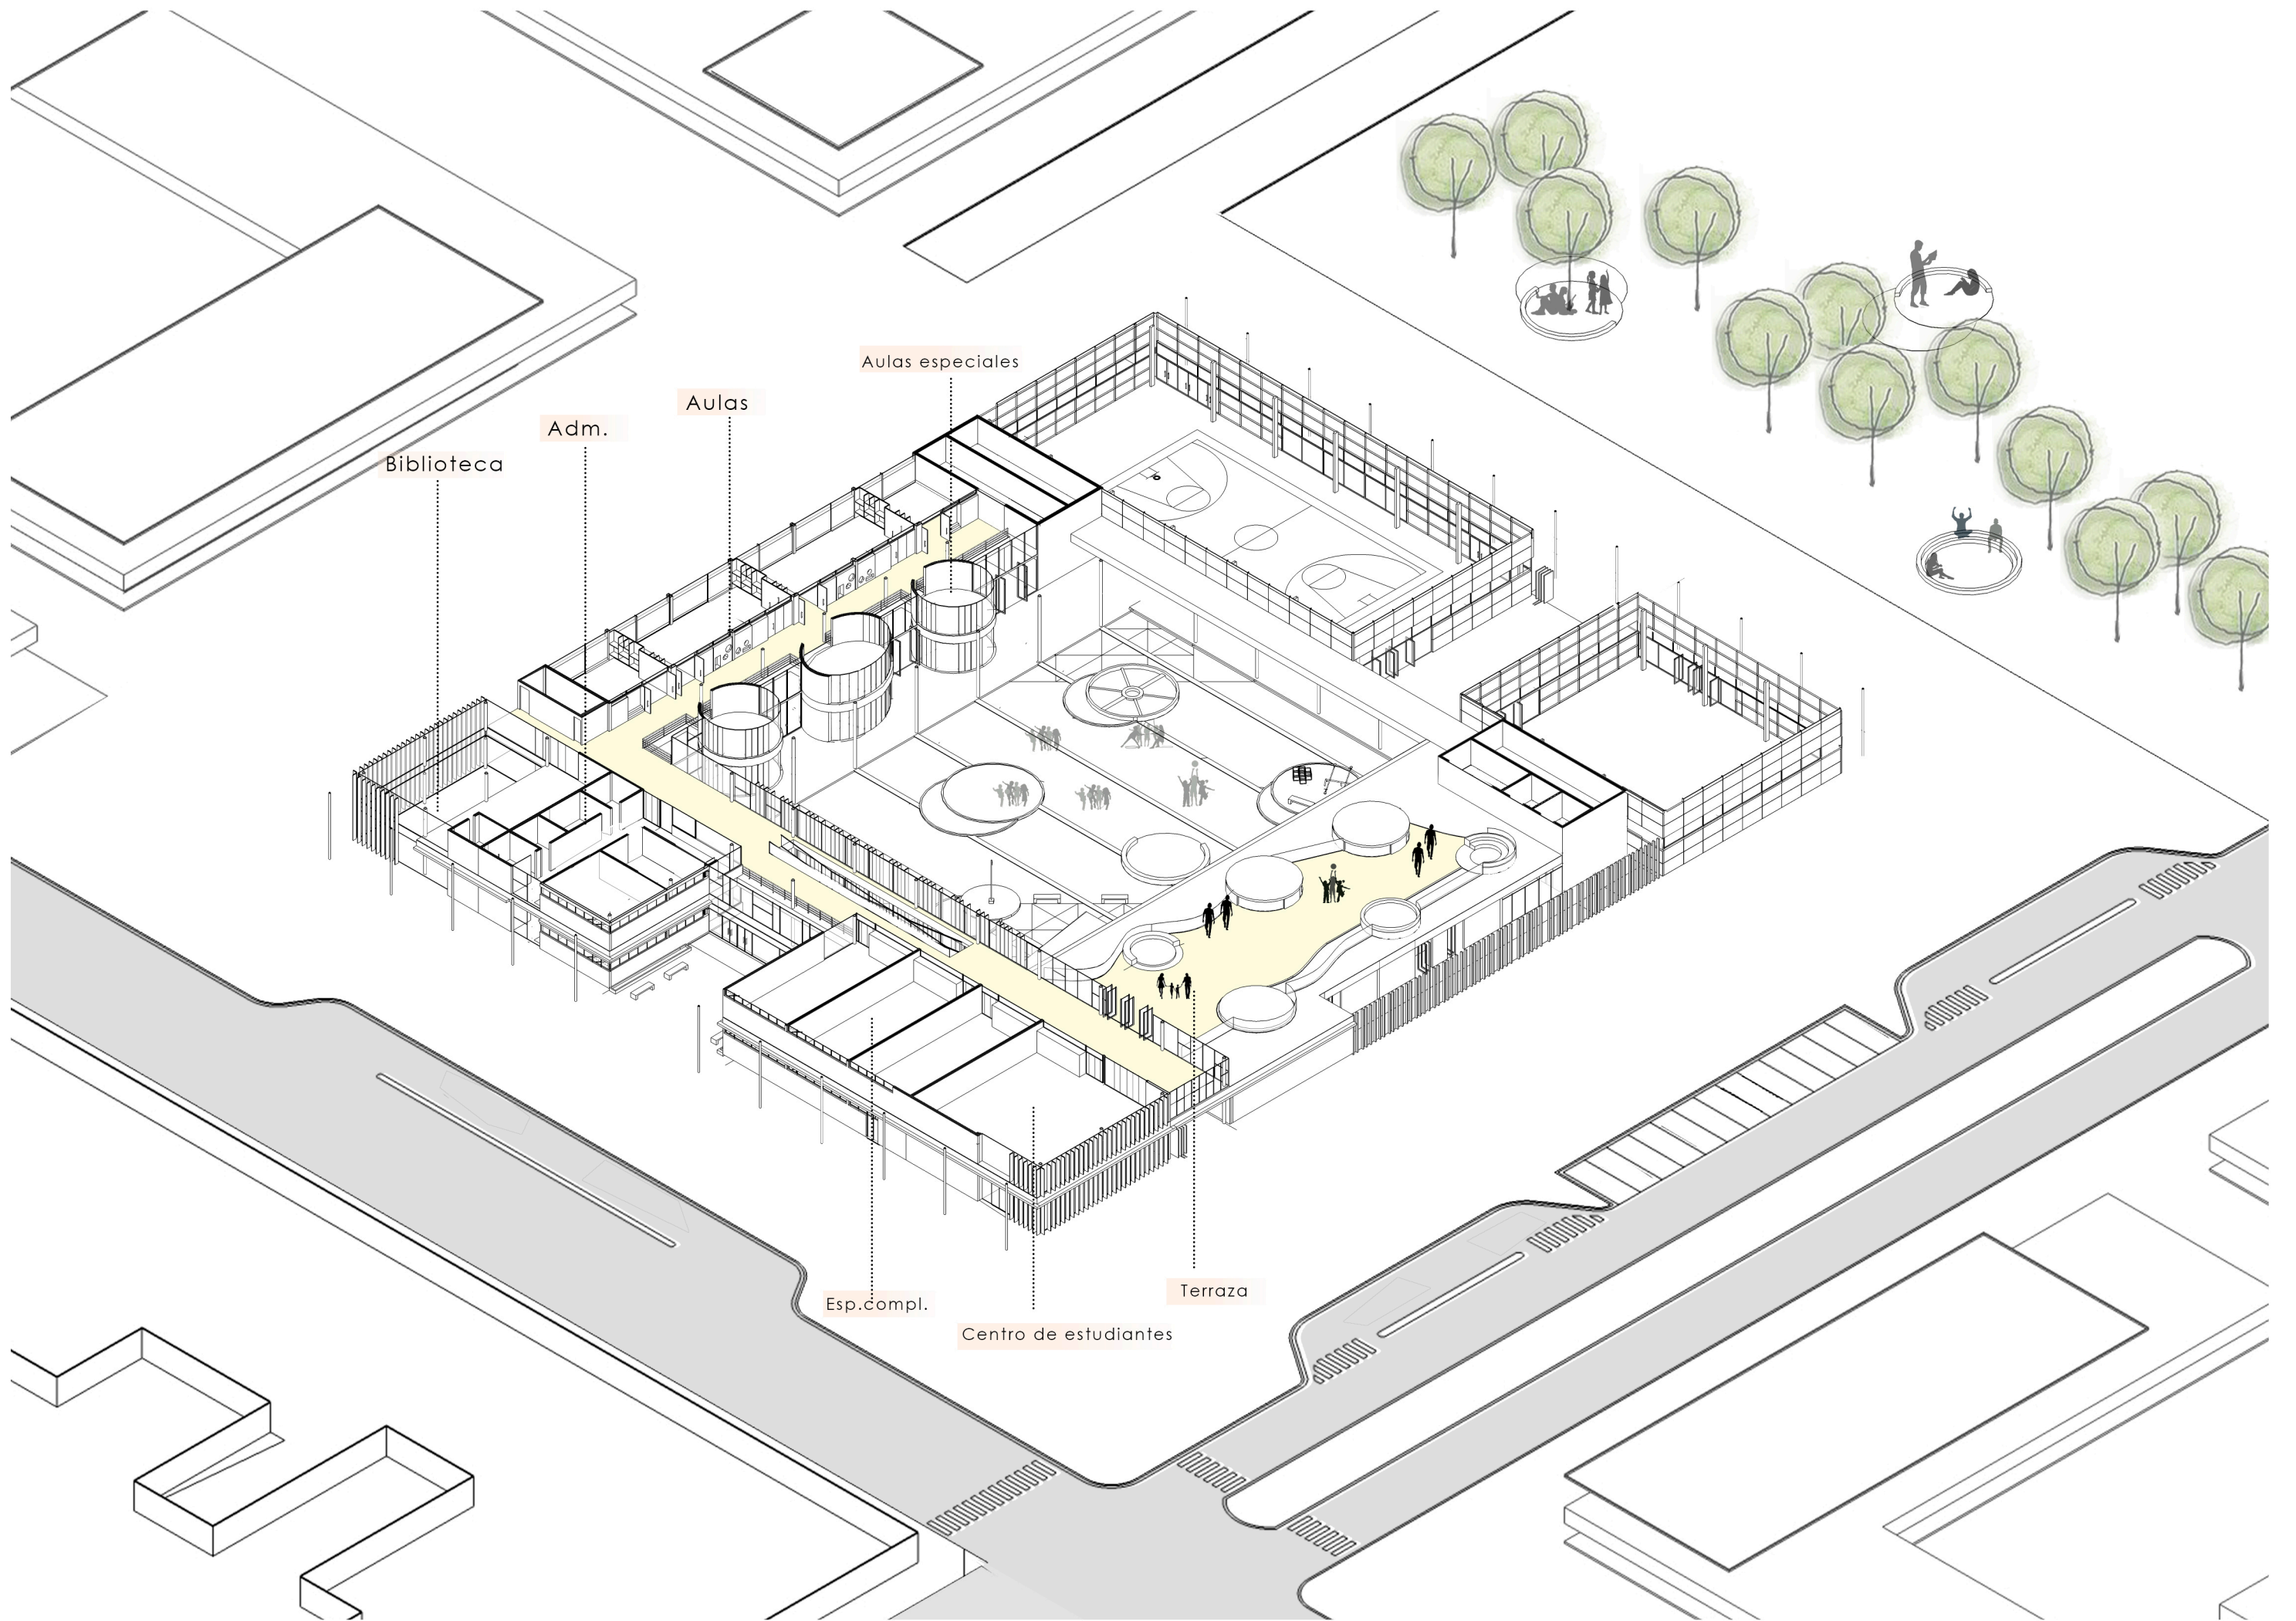 Aulas especiales
Aulas
Adm.
Biblioteca
Terraza
Esp.compl.
Centro de estudiantes